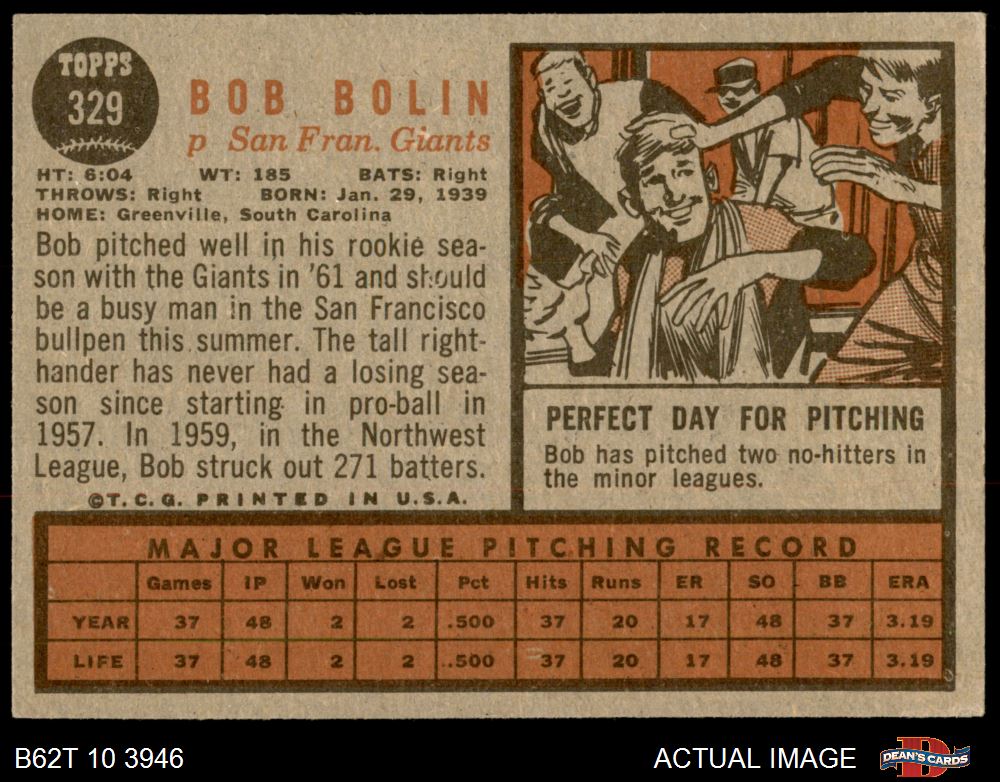 TOPPS
329
BOB BOLIN
p San Fran. Giants
HT: 6:04 WT: 185 BATS: Right
THROWS: Right BORN: Jan. 29, 1939
HOME: Greenville, South Carolina
Bob pitched well in his rookie sea-
son with the Giants in '61 and should
be a busy man in the San Francisco
bullpen this summer. The tall right-
hander has never had a losing sea-
son since starting in pro-ball in
1957. In 1959, in the Northwest
League, Bob struck out 271 batters.
©T.C.G. PRINTED IN U.S.A.
PERFECT DAY FOR PITCHING
Bob has pitched two no-hitters in
the minor leagues.
MAJOR LEAGUE PITCHING RECORD
Games IP Won Lost Pct Hits Runs ER SO BB ERA
YEAR 37 48 2 2 .500 37 20 17 48 37 3.19
LIFE 37 48 2 2 .500 37 20 17 48 37 3.19
B62T 10 3946 ACTUAL IMAGE DEAN'S CARDS